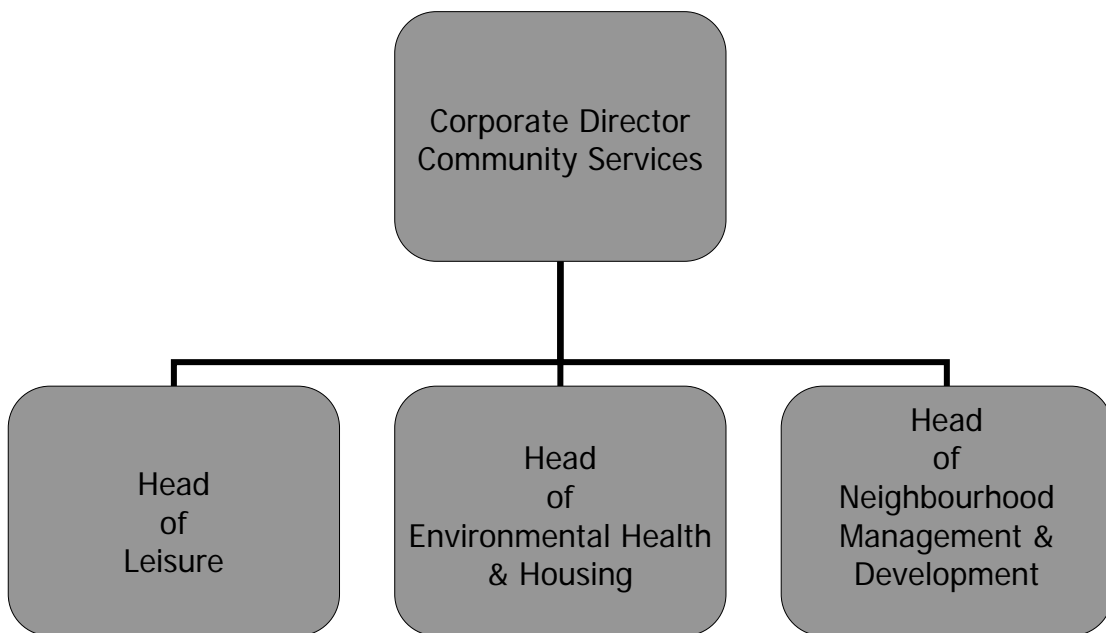 Corporate Director
Community Services
Head
of
Leisure
Head
of
Environmental Health
& Housing
Head
of
Neighbourhood
Management &
Development